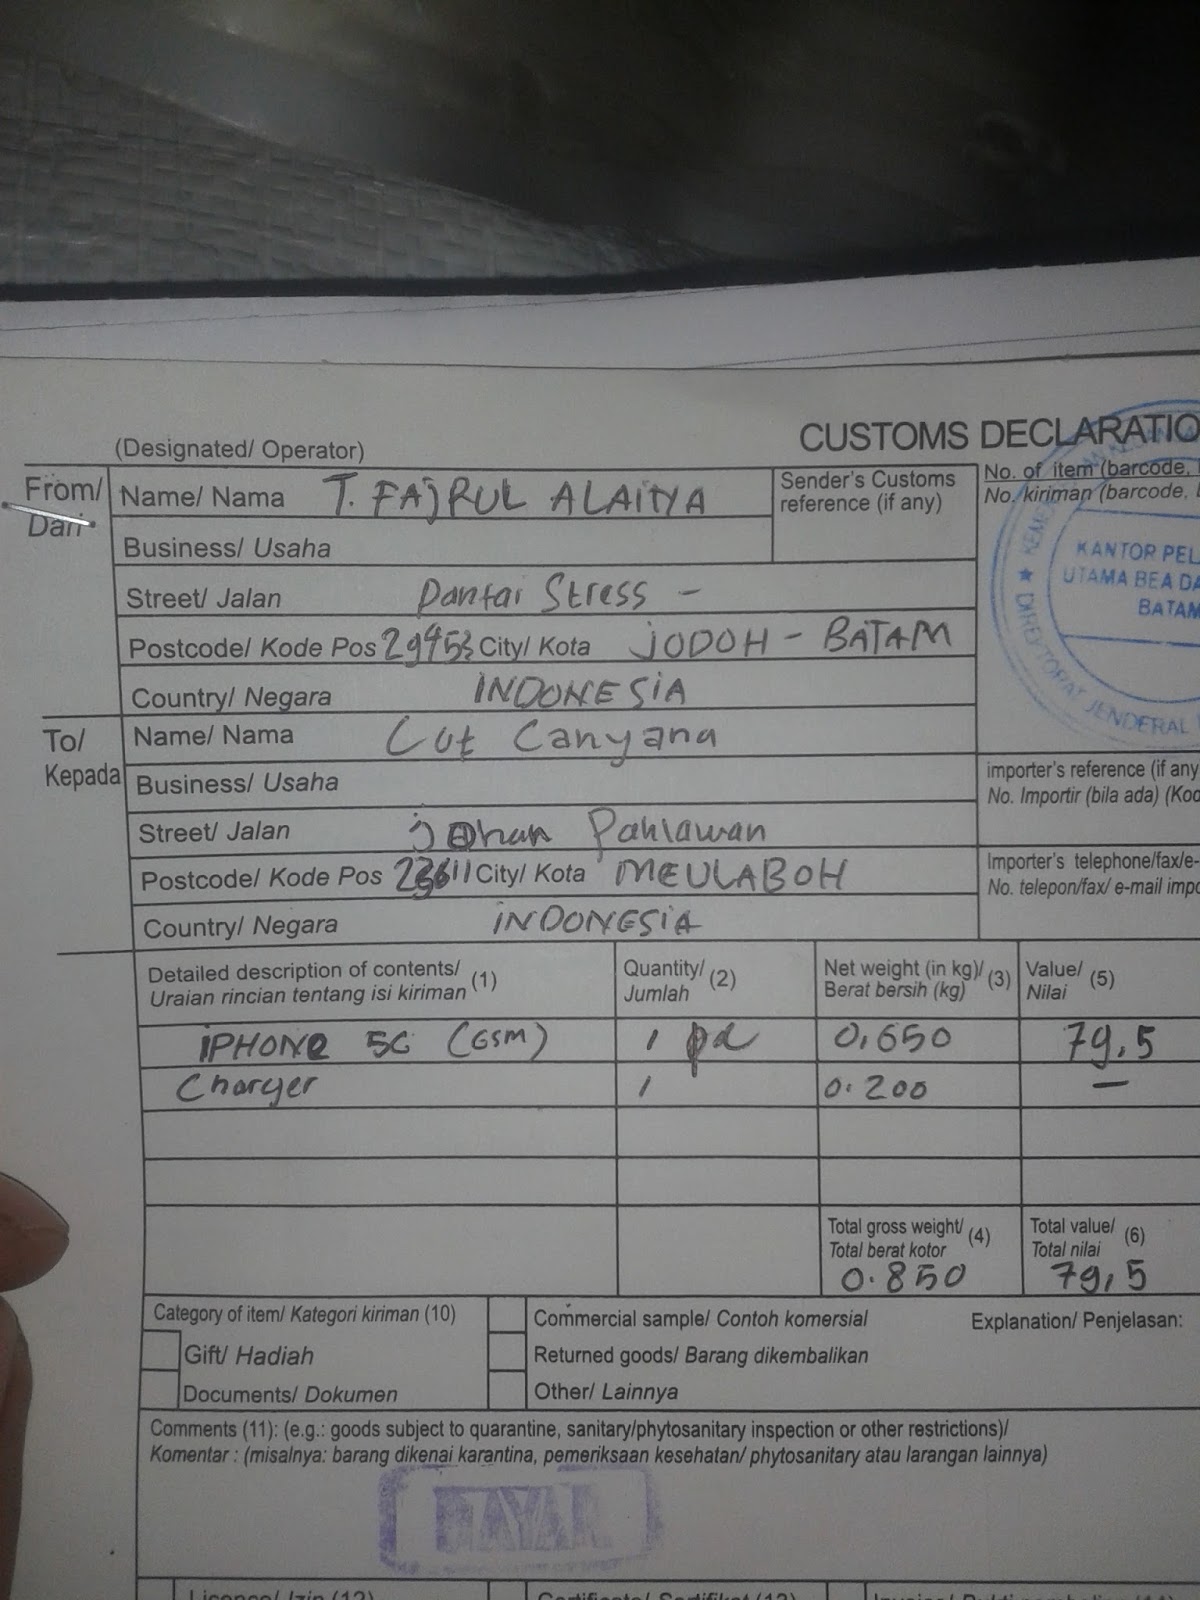 CUSTOMS DECLARATIO
(Designated/ Operator)
From/
Dari
Name/ Nama T. FAJRUL ALAITYA
Sender's Customs
reference (if any)
No. of item (barcode,
No. kiriman (barcode,
Business/ Usaha
Street/ Jalan Pantai Stress -
Postcode/ Kode Pos 29453 City/ Kota JODOH - BATAM
Country/ Negara INDONESIA
KANTOR PEL
UTAMA BEA DA
BATAM
DIREKTORAT JENDERAL
To/
Kepada
Name/ Nama Cut Canyana
Business/ Usaha
importer's reference (if any
No. Importir (bila ada) (Kod
Street/ Jalan Johan Pahlawan
Postcode/ Kode Pos 23611 City/ Kota MEULABOH
Importer's telephone/fax/e-
No. telepon/fax/ e-mail impo
Country/ Negara INDONESIA
Detailed description of contents/ (1)
Uraian rincian tentang isi kiriman
Quantity/ (2)
Jumlah
Net weight (in kg)/ (3)
Berat bersih (kg)
Value/ (5)
Nilai
IPHONE 5C (GSM) 1 0,650 79,5
Charger 1 0.200 —
Total gross weight/ (4)
Total berat kotor
0.850
Total value/ (6)
Total nilai
79,5
Category of item/ Kategori kiriman (10)
Commercial sample/ Contoh komersial
Explanation/ Penjelasan:
Gift/ Hadiah
Returned goods/ Barang dikembalikan
Documents/ Dokumen
Other/ Lainnya
Comments (11): (e.g.: goods subject to quarantine, sanitary/phytosanitary inspection or other restrictions)/
Komentar : (misalnya: barang dikenai karantina, pemeriksaan kesehatan/ phytosanitary atau larangan lainnya)
BAYAR